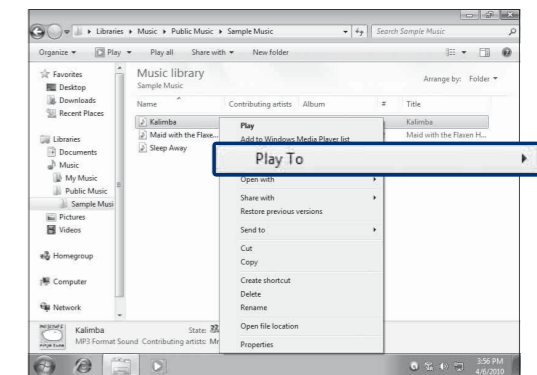 Libraries ▸ Music ▸ Public Music ▸ Sample Music
Search Sample Music
Organize
Play
Play all
Share with
New folder
Favorites
Desktop
Downloads
Recent Places
Libraries
Documents
Music
My Music
Public Music
Sample Musi
Pictures
Videos
Homegroup
Computer
Network
Music library
Sample Music
Arrange by: Folder
Name Contributing artists Album # Title
Kalimba Kalimba
Maid with the Flaxe... Maid with the Flaxen H...
Sleep Away
Play
Add to Windows Media Player list
Play To
Open with
Share with
Restore previous versions
Send to
Cut
Copy
Create shortcut
Delete
Rename
Open file location
Properties
Kalimba State:
MP3 Format Sound Contributing artists: Mr
3:56 PM
4/6/2010